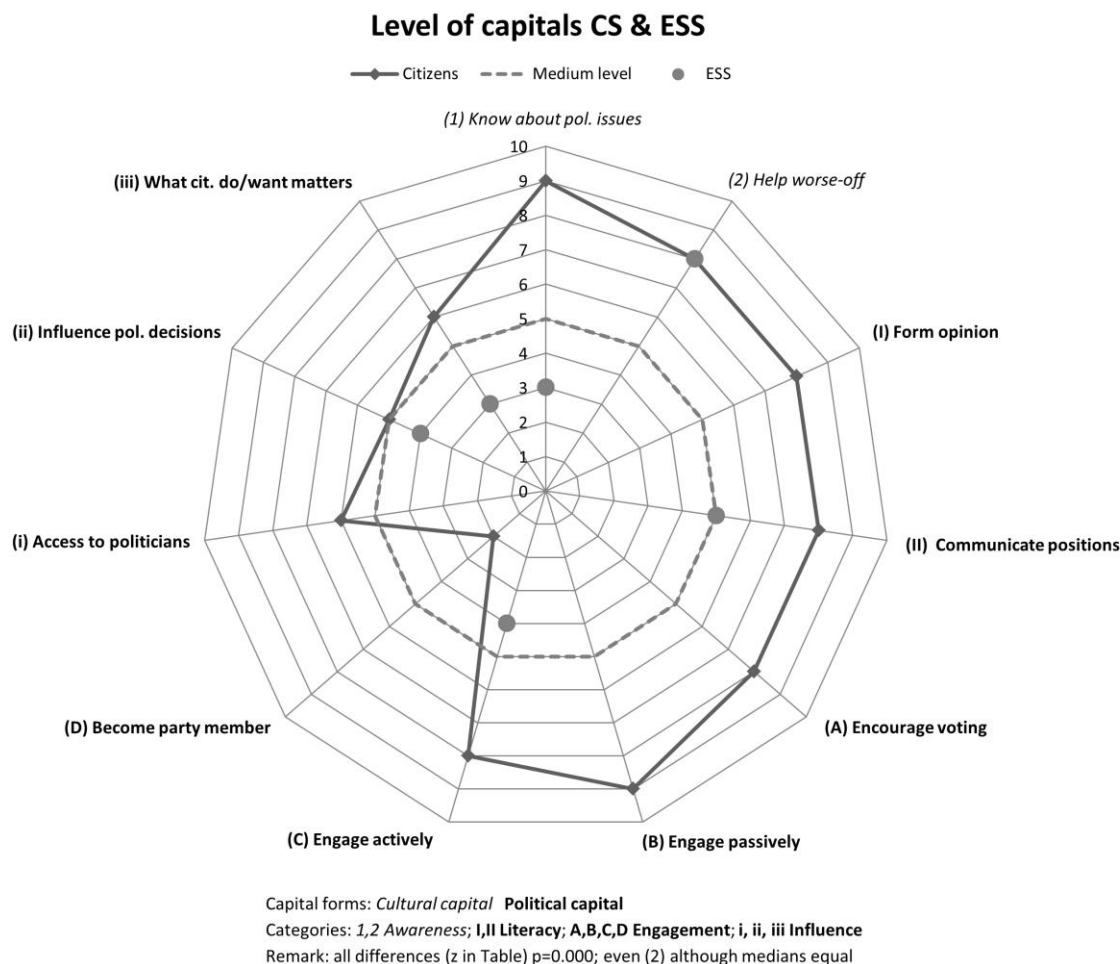 Level of capitals CS & ESS
Citizens Medium level ESS
(1) Know about pol. issues
10
(iii) What cit. do/want matters
(2) Help worse-off
9
8
7
6
(ii) Influence pol. decisions
(I) Form opinion
5
4
3
2
1
0
(i) Access to politicians
(II) Communicate positions
(D) Become party member
(A) Encourage voting
(C) Engage actively
(B) Engage passively
Capital forms: Cultural capital Political capital
Categories: 1,2 Awareness; I,II Literacy; A,B,C,D Engagement; i, ii, iii Influence
Remark: all differences (z in Table) p=0.000; even (2) although medians equal